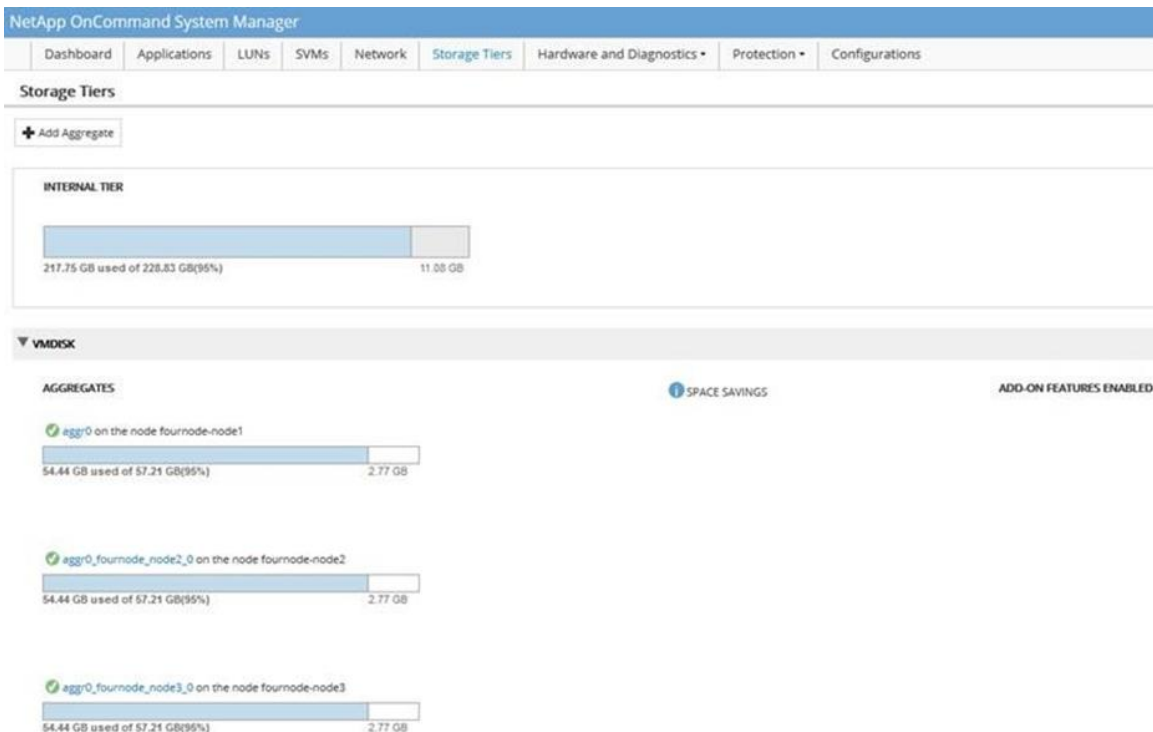 NetApp OnCommand System Manager
Dashboard Applications LUNs SVMs Network Storage Tiers Hardware and Diagnostics Protection Configurations
Storage Tiers
Add Aggregate
INTERNAL TIER
217.75 GB used of 228.83 GB(95%) 11.08 GB
VMDISK
AGGREGATES SPACE SAVINGS ADD-ON FEATURES ENABLED
aggr0 on the node fournode-node1
54.44 GB used of 57.21 GB(95%) 2.77 GB
aggr0_fournode_node2_0 on the node fournode-node2
54.44 GB used of 57.21 GB(95%) 2.77 GB
aggr0_fournode_node3_0 on the node fournode-node3
54.44 GB used of 57.21 GB(95%) 2.77 GB